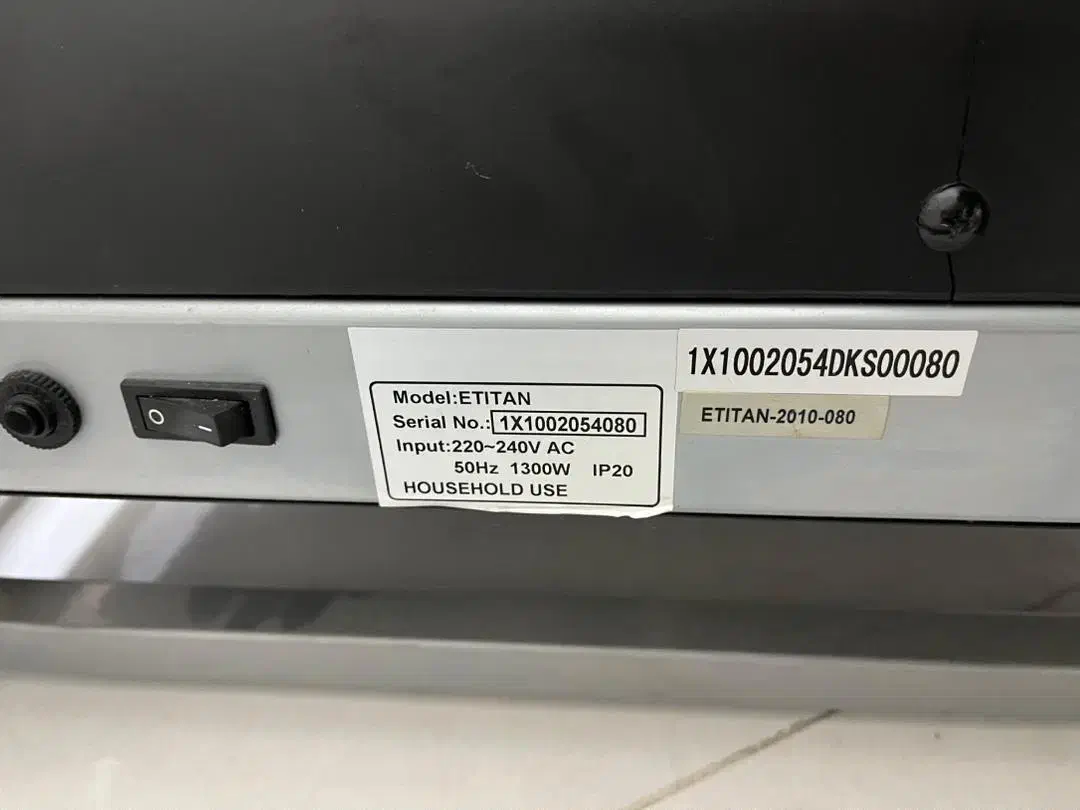 Model:ETITAN
Serial No.: 1X1002054080
Input:220~240V AC
50Hz 1300W IP20
HOUSEHOLD USE
1X1002054DKS00080
ETITAN-2010-080
O
I